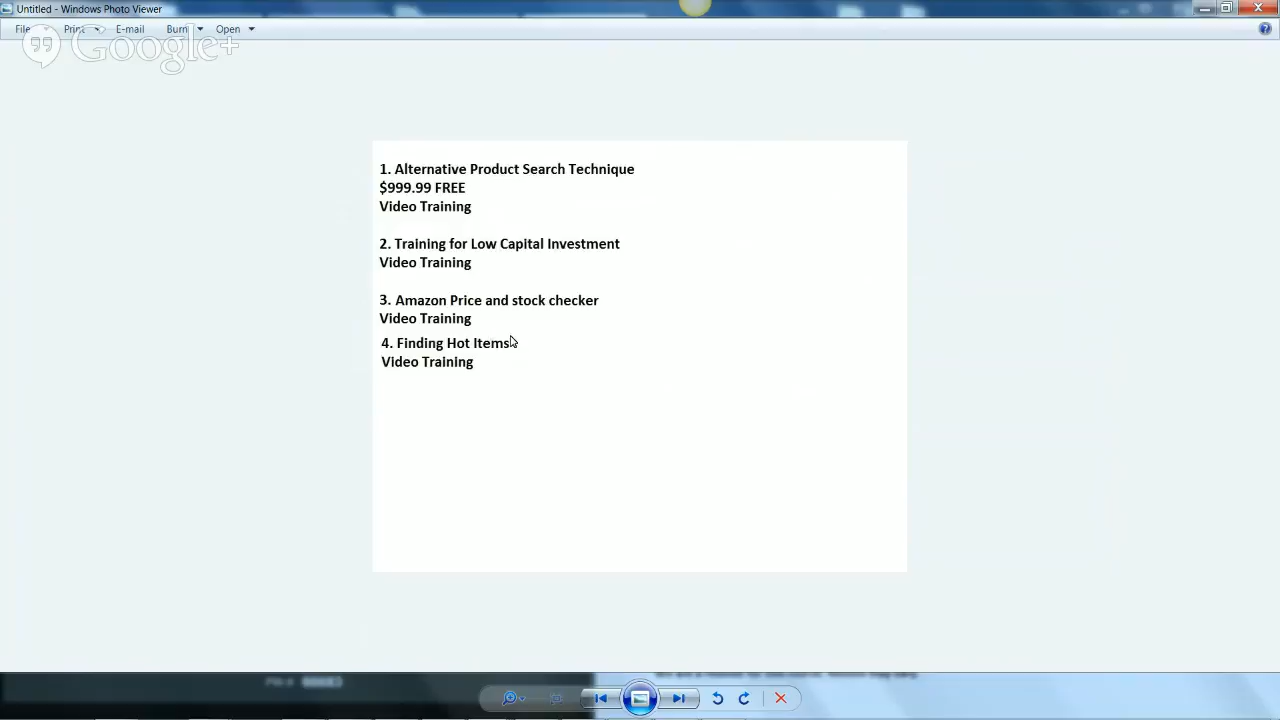 Untitled - Windows Photo Viewer
File Print E-mail Burn Open
Google+
1. Alternative Product Search Technique
$999.99 FREE
Video Training
2. Training for Low Capital Investment
Video Training
3. Amazon Price and stock checker
Video Training
4. Finding Hot Items
Video Training